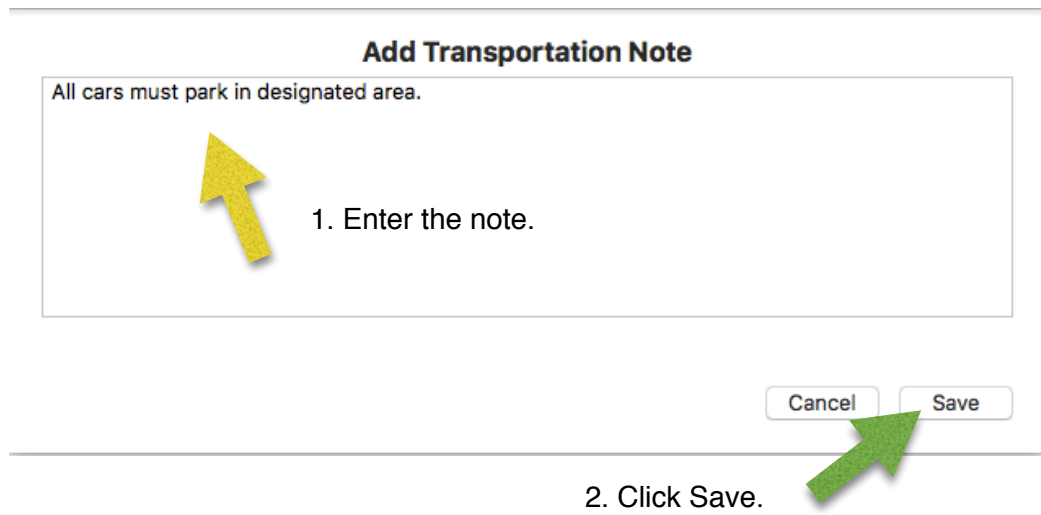 Add Transportation Note
All cars must park in designated area.
1. Enter the note.
Cancel Save
2. Click Save.